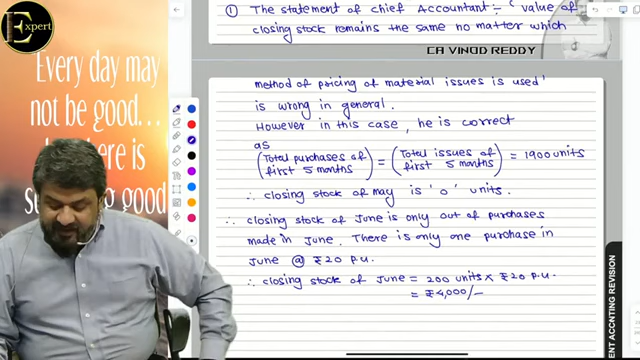 Expert
Every day may
not be good...
there is
good
① The statement of chief Accountant :- 'Value of
closing stock remains the same no matter which
CA VINOD REDDY
method of pricing of material issues is used'
is wrong in general.
However in this case, he is correct
as
(Total purchases of first 5 months) = (Total issues of first 5 months) = 1900 units
∴ closing stock of may is '0' units.
∴ closing stock of June is only out of purchases
made in June. There is only one purchase in
June @ ₹20 p.u.
∴ closing stock of June = 200 units × ₹20 p.u.
= ₹4,000/-
ENT ACCNTING REVISION